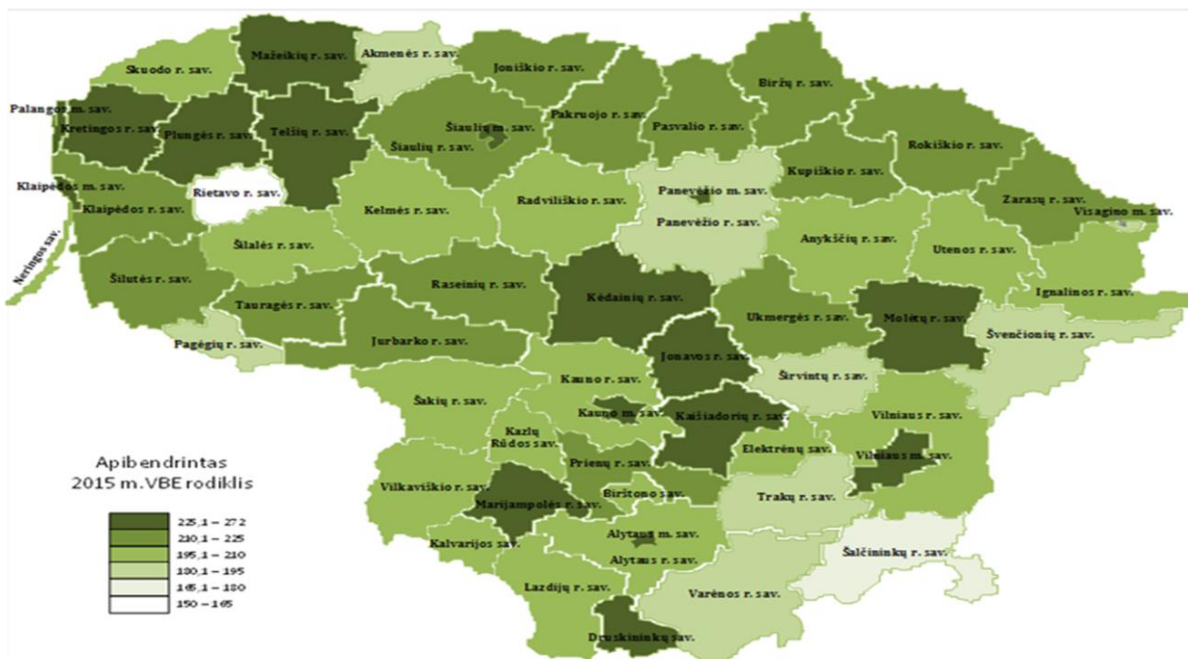 Mažeikių r. sav.
Akmenės r. sav.
Skuodo r. sav.
Joniškio r. sav.
Biržų r. sav.
Palangos m. sav.
Kretingos r. sav.
Plungės r. sav.
Telšių r. sav.
Šiaulių m. sav.
Šiaulių r. sav.
Pakruojo r. sav.
Pasvalio r. sav.
Rokiškio r. sav.
Kupiškio r. sav.
Klaipėdos m. sav.
Rietavo r. sav.
Klaipėdos r. sav.
Kelmės r. sav.
Radviliškio r. sav.
Panevėžio m. sav.
Panevėžio r. sav.
Zarasų r. sav.
Visagino m. sav.
Anykščių r. sav.
Utenos r. sav.
Neringos sav.
Šilalės r. sav.
Šilutės r. sav.
Tauragės r. sav.
Raseinių r. sav.
Kėdainių r. sav.
Ukmergės r. sav.
Molėtų r. sav.
Ignalinos r. sav.
Švenčionių r. sav.
Pagėgių r. sav.
Jurbarko r. sav.
Jonavos r. sav.
Širvintų r. sav.
Kauno r. sav.
Šakių r. sav.
Kauno m. sav.
Kaišiadorių r. sav.
Vilniaus r. sav.
Kazlų
Rūdos sav.
Elektrėnų sav.
Vilniaus m. sav.
Prienų r. sav.
Vilkaviškio r. sav.
Birštono sav.
Trakų r. sav.
Marijampolės r. sav.
Kalvarijos sav.
Alytaus m. sav.
Alytaus r. sav.
Šalčininkų r. sav.
Lazdijų r. sav.
Varėnos r. sav.
Druskininkų sav.
Apibendrintas
2015 m. VBE rodiklis
225,1 – 272
210,1 – 225
195,1 – 210
180,1 – 195
165,1 – 180
150 – 165